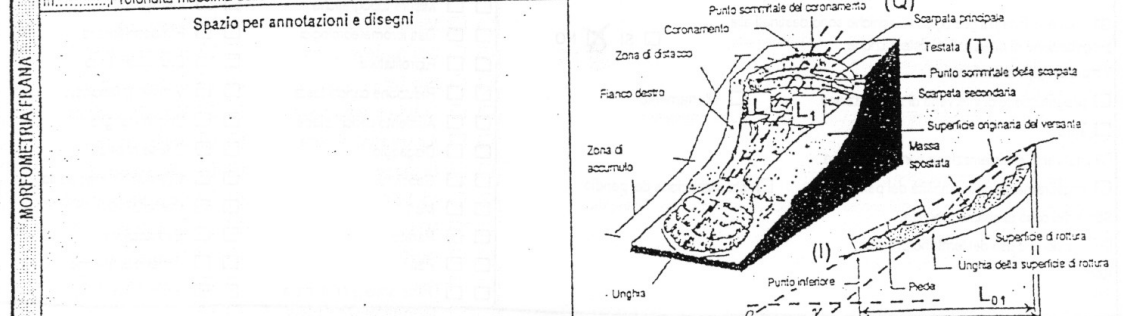 Profondità massima
Spazio per annotazioni e disegni
MORFOMETRIA FRANA
Punto sommitale del coronamento (Q)
Coronamento
Scarpata principale
Zona di distacco
Testata (T)
Punto sommitale della scarpata
Fianco destro
Scarpata secondaria
L
L1
Superficie originaria del versante
Zona di
accumulo
Massa
spostata
Superficie di rottura
(I)
Unghia della superficie di rottura
Punto inferiore
Piede
Unghia
L01